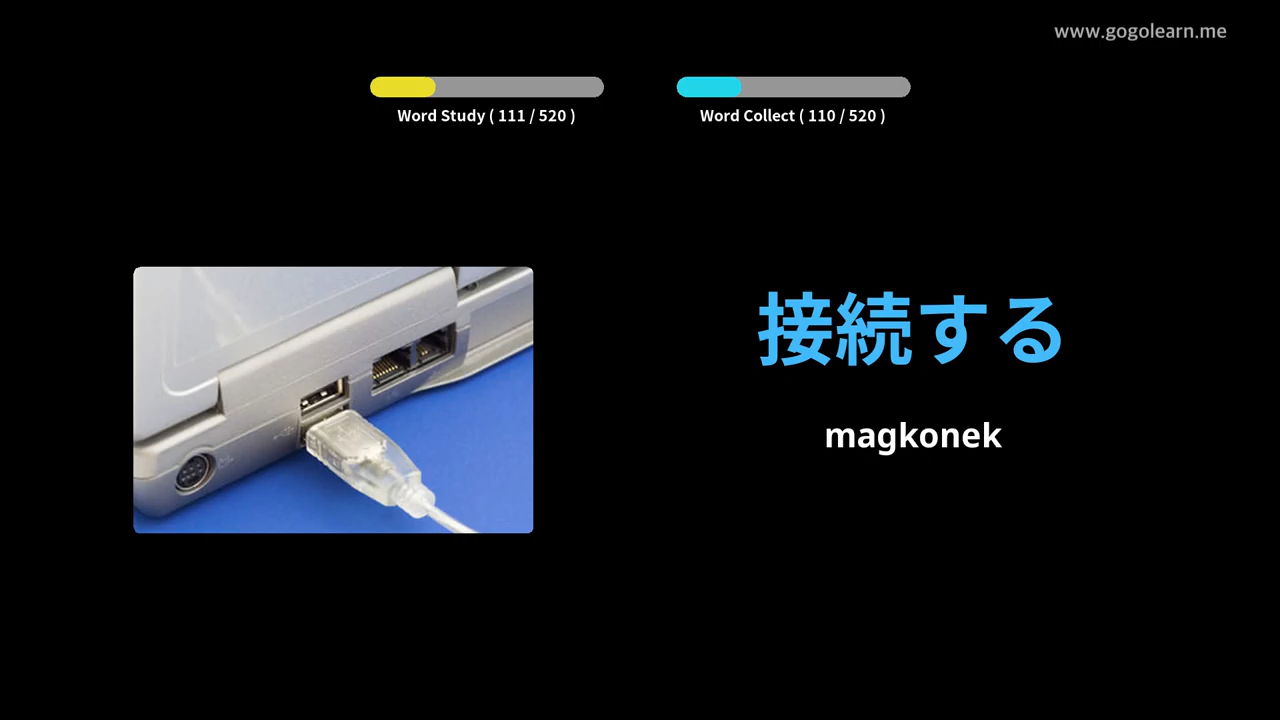 www.gogolearn.me
Word Study ( 111 / 520 )
Word Collect ( 110 / 520 )
接続する
magkonek